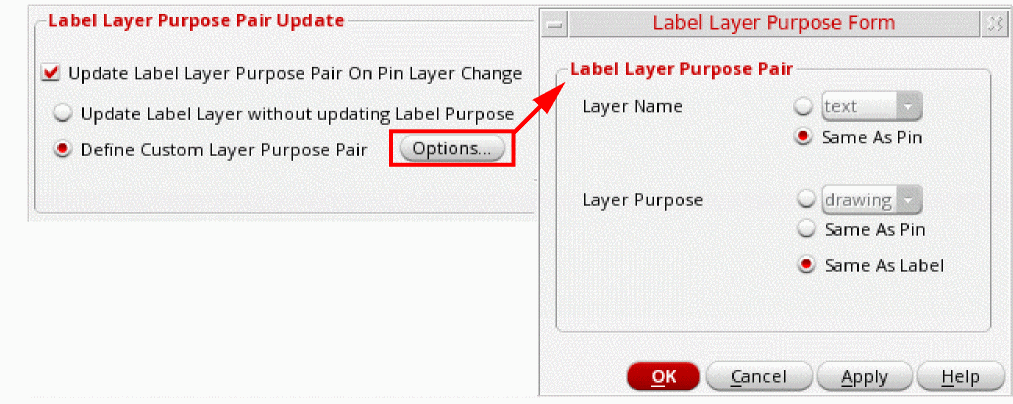 Label Layer Purpose Pair Update
Update Label Layer Purpose Pair On Pin Layer Change
Update Label Layer without updating Label Purpose
Define Custom Layer Purpose Pair
Options...
Label Layer Purpose Form
Label Layer Purpose Pair
Layer Name
text
Same As Pin
Layer Purpose
drawing
Same As Pin
Same As Label
OK Cancel Apply Help